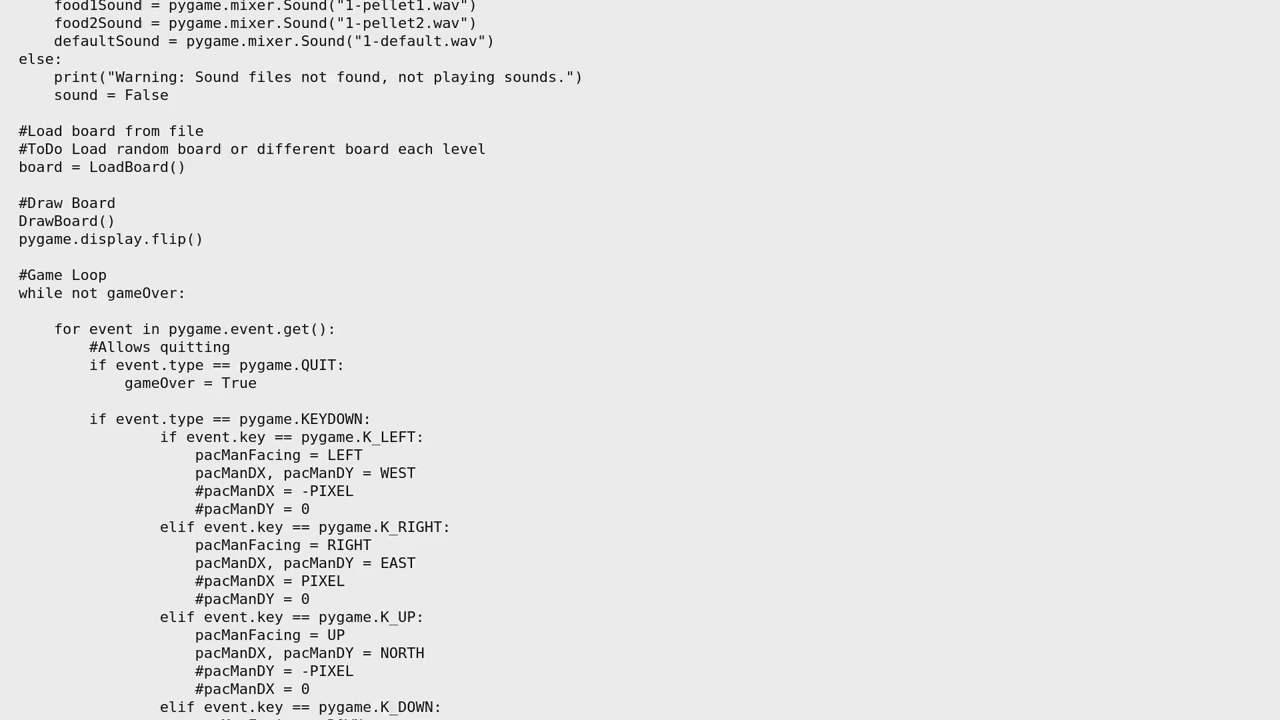 food1Sound = pygame.mixer.Sound("1-pellet1.wav")
food2Sound = pygame.mixer.Sound("1-pellet2.wav")
defaultSound = pygame.mixer.Sound("1-default.wav")
else:
print("Warning: Sound files not found, not playing sounds.")
sound = False
#Load board from file
#ToDo Load random board or different board each level
board = LoadBoard()
#Draw Board
DrawBoard()
pygame.display.flip()
#Game Loop
while not gameOver:
for event in pygame.event.get():
#Allows quitting
if event.type == pygame.QUIT:
gameOver = True
if event.type == pygame.KEYDOWN:
if event.key == pygame.K_LEFT:
pacManFacing = LEFT
pacManDX, pacManDY = WEST
#pacManDX = -PIXEL
#pacManDY = 0
elif event.key == pygame.K_RIGHT:
pacManFacing = RIGHT
pacManDX, pacManDY = EAST
#pacManDX = PIXEL
#pacManDY = 0
elif event.key == pygame.K_UP:
pacManFacing = UP
pacManDX, pacManDY = NORTH
#pacManDY = -PIXEL
#pacManDX = 0
elif event.key == pygame.K_DOWN: